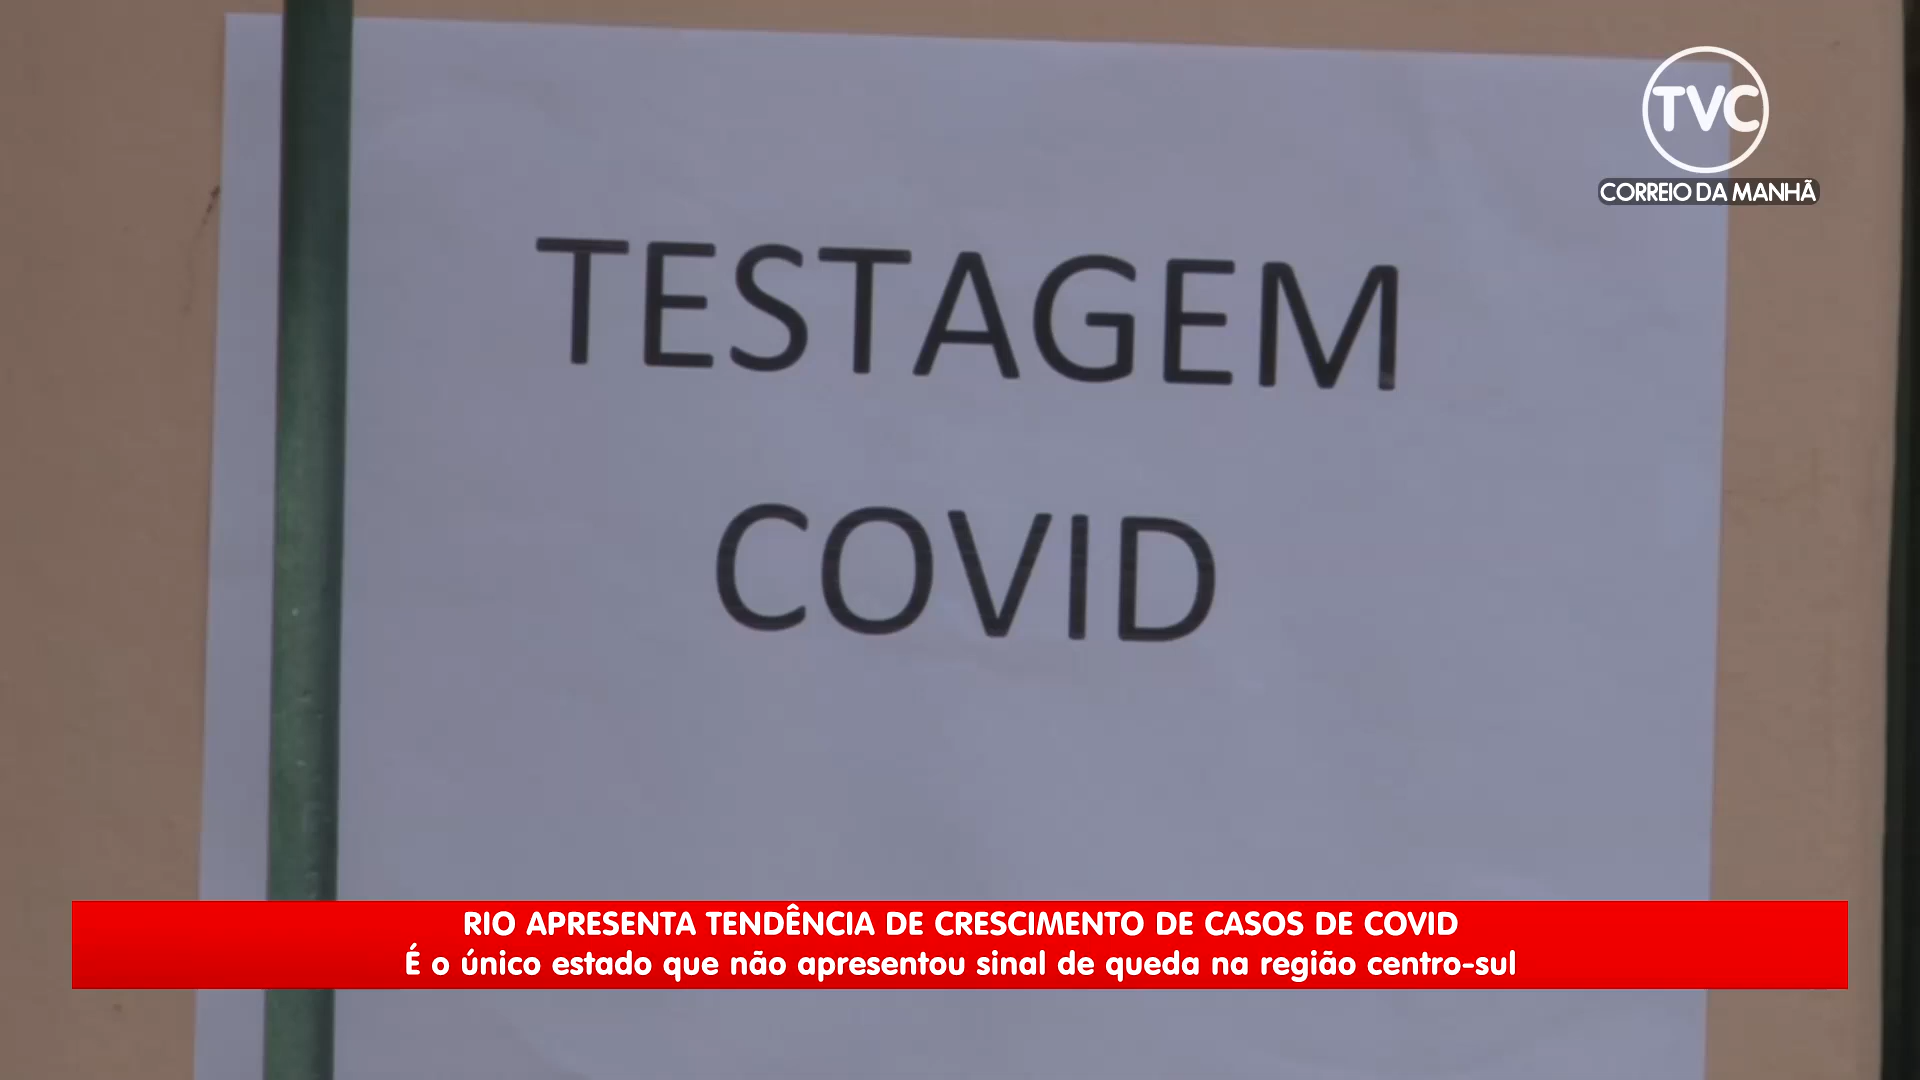 TVC
CORREIO DA MANHÃ
TESTAGEM
COVID
RIO APRESENTA TENDÊNCIA DE CRESCIMENTO DE CASOS DE COVID
É o único estado que não apresentou sinal de queda na região centro-sul